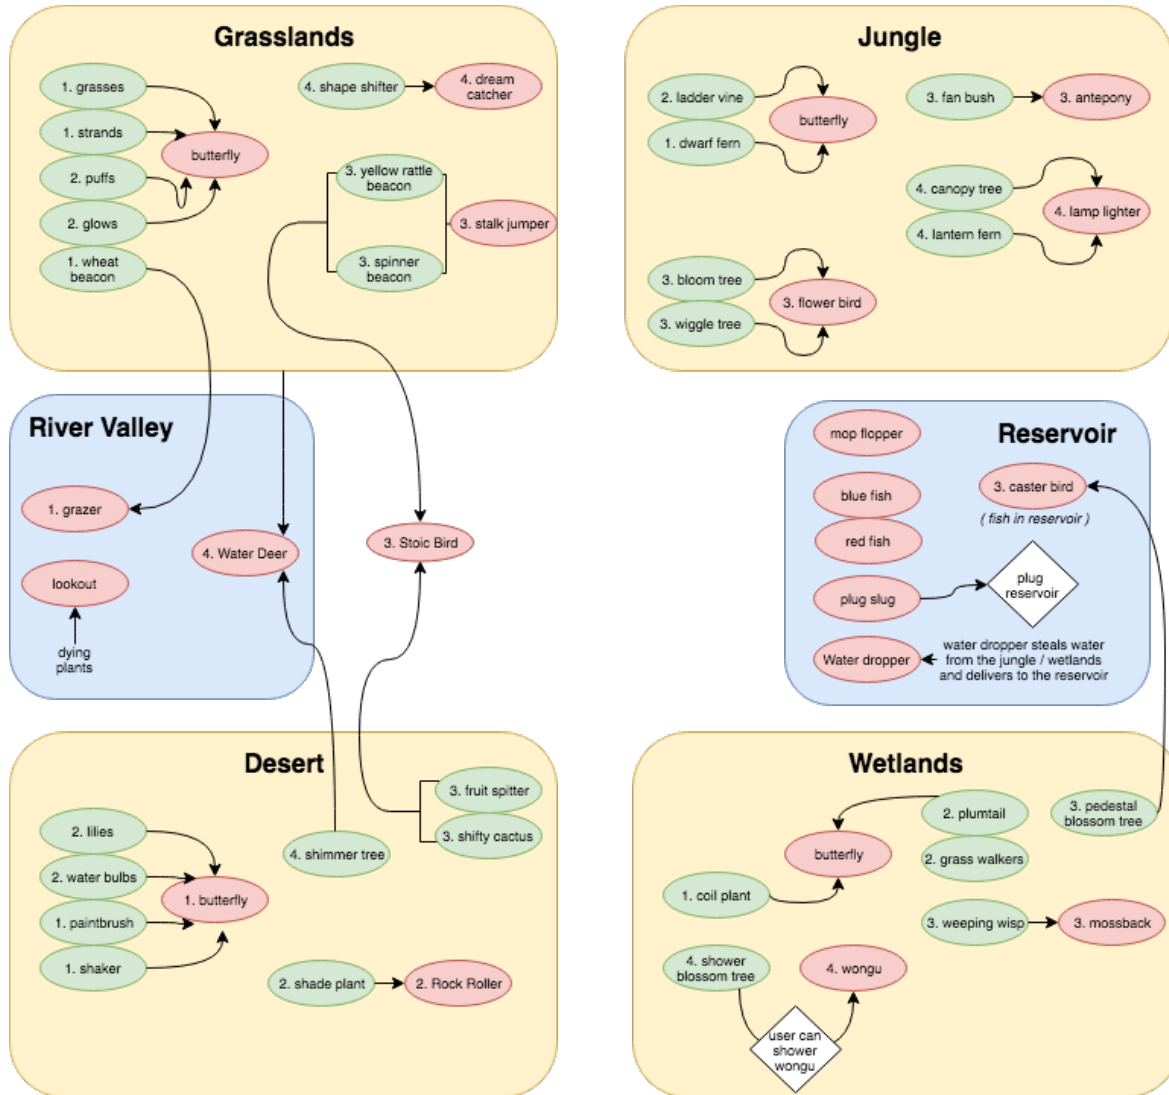 Grasslands
1. grasses
1. strands
2. puffs
2. glows
1. wheat
beacon
butterfly
4. shape shifter
4. dream
catcher
3. yellow rattle
beacon
3. spinner
beacon
3. stalk jumper
Jungle
2. ladder vine
1. dwarf fern
butterfly
3. fan bush
3. antepony
4. canopy tree
4. lantern fern
4. lamp lighter
3. bloom tree
3. wiggle tree
3. flower bird
River Valley
1. grazer
lookout
dying
plants
4. Water Deer
3. Stoic Bird
Reservoir
mop flopper
blue fish
red fish
plug slug
Water dropper
3. caster bird
( fish in reservoir )
plug
reservoir
water dropper steals water
from the jungle / wetlands
and delivers to the reservoir
Desert
2. lilies
2. water bulbs
1. paintbrush
1. shaker
1. butterfly
4. shimmer tree
3. fruit spitter
3. shifty cactus
2. shade plant
2. Rock Roller
Wetlands
butterfly
2. plumtail
2. grass walkers
3. pedestal
blossom tree
1. coil plant
3. weeping wisp
3. mossback
4. shower
blossom tree
4. wongu
user can
shower
wongu